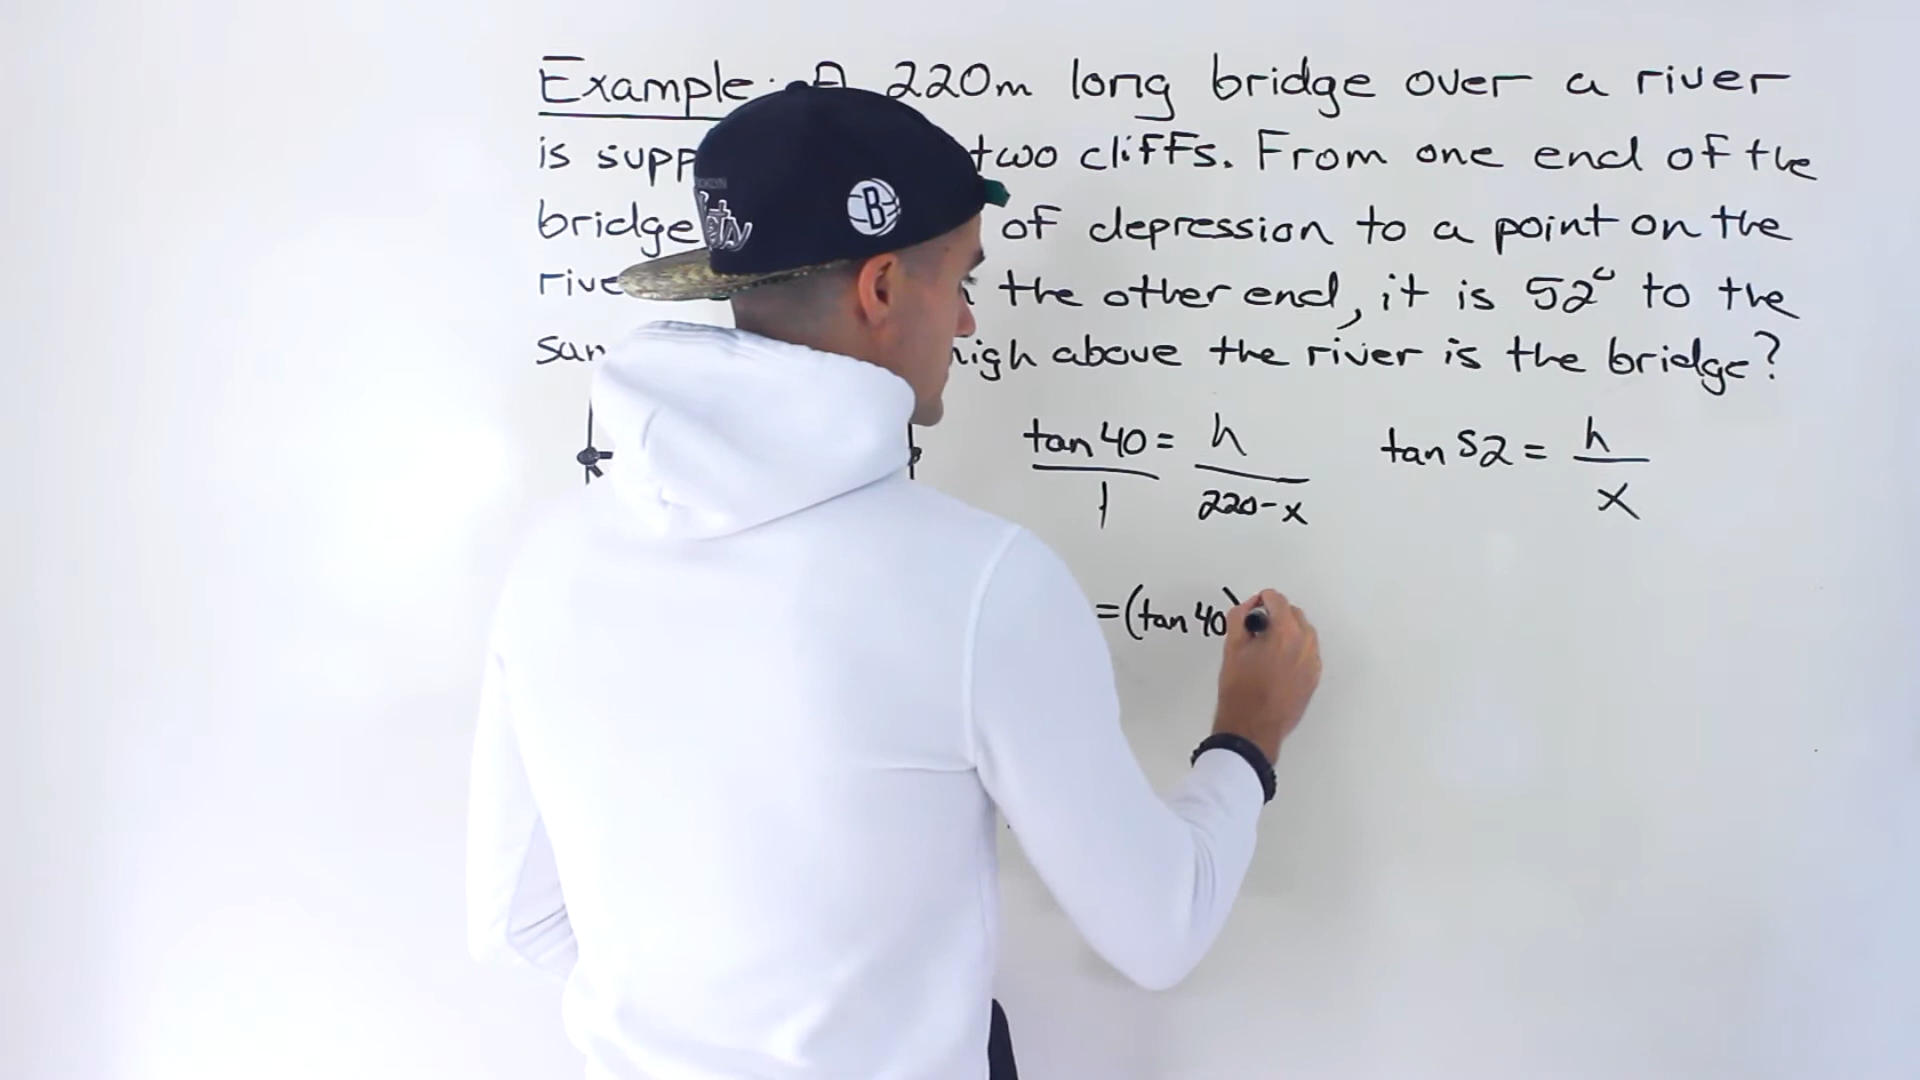 Example: A 220m long bridge over a river
is supp two cliffs. From one end of the
bridge of depression to a point on the
rive the other end, it is 52° to the
high above the river is the bridge?
tan 40 = h tan 52 = h
1 220-x x
=(tan 40)
B